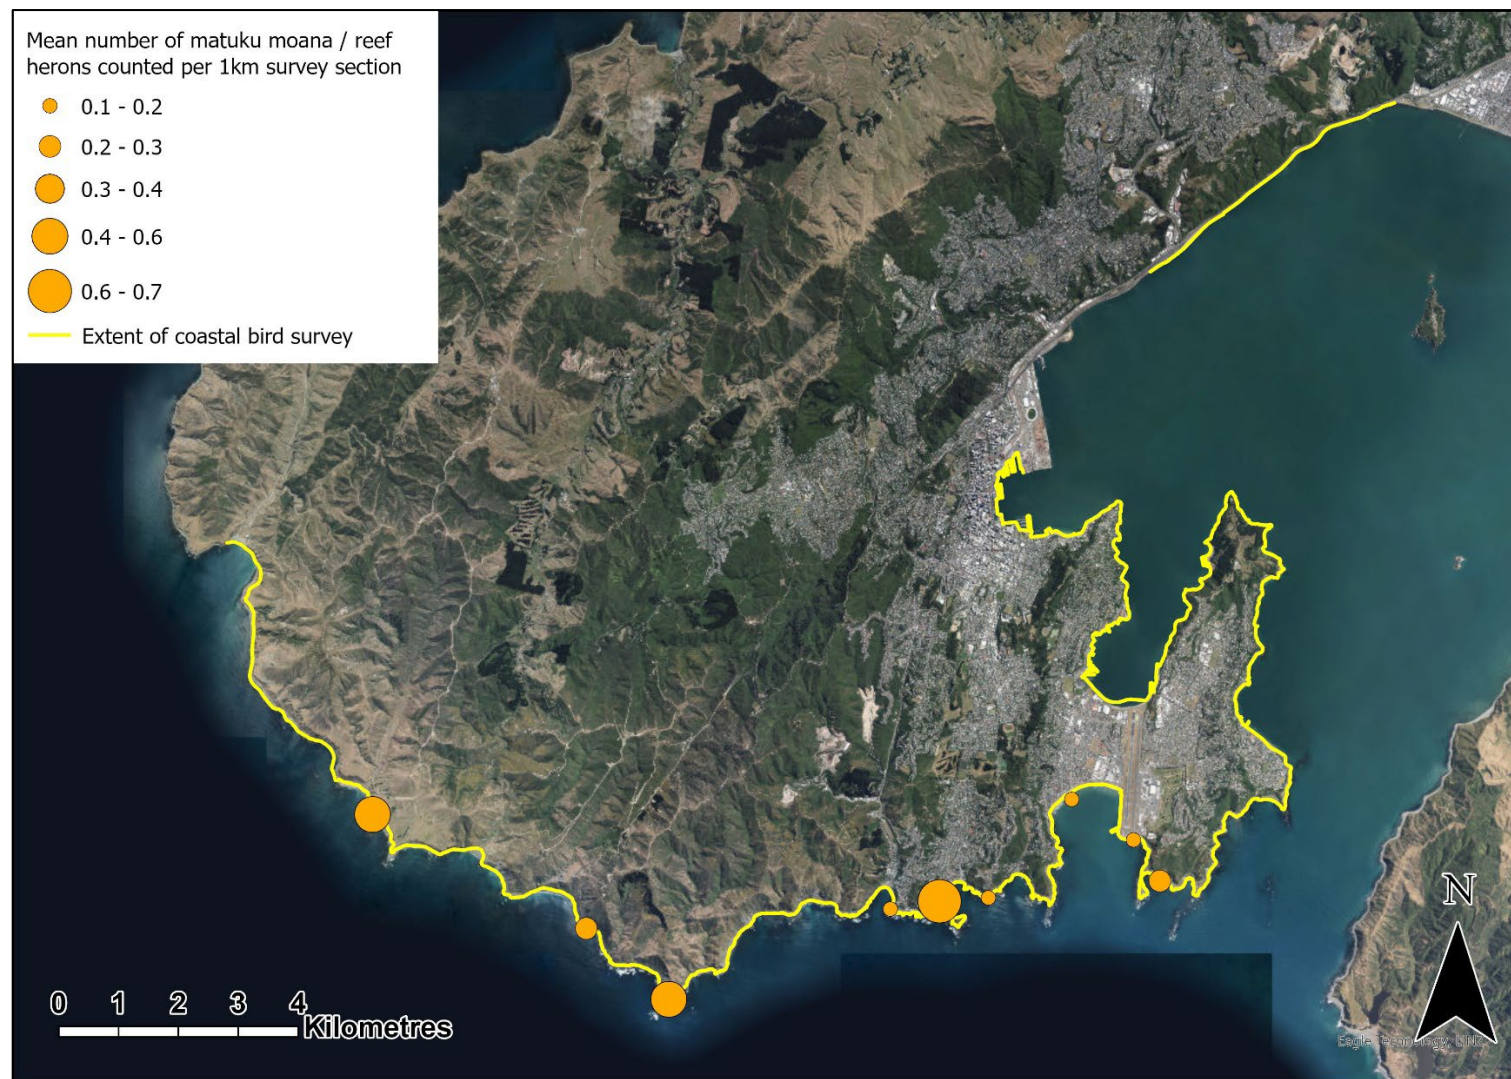 Mean number of matuku moana / reef
herons counted per 1km survey section
0.1 - 0.2
0.2 - 0.3
0.3 - 0.4
0.4 - 0.6
0.6 - 0.7
Extent of coastal bird survey
N
0 1 2 3 4
Kilometres
Eagle Technology, LINZ